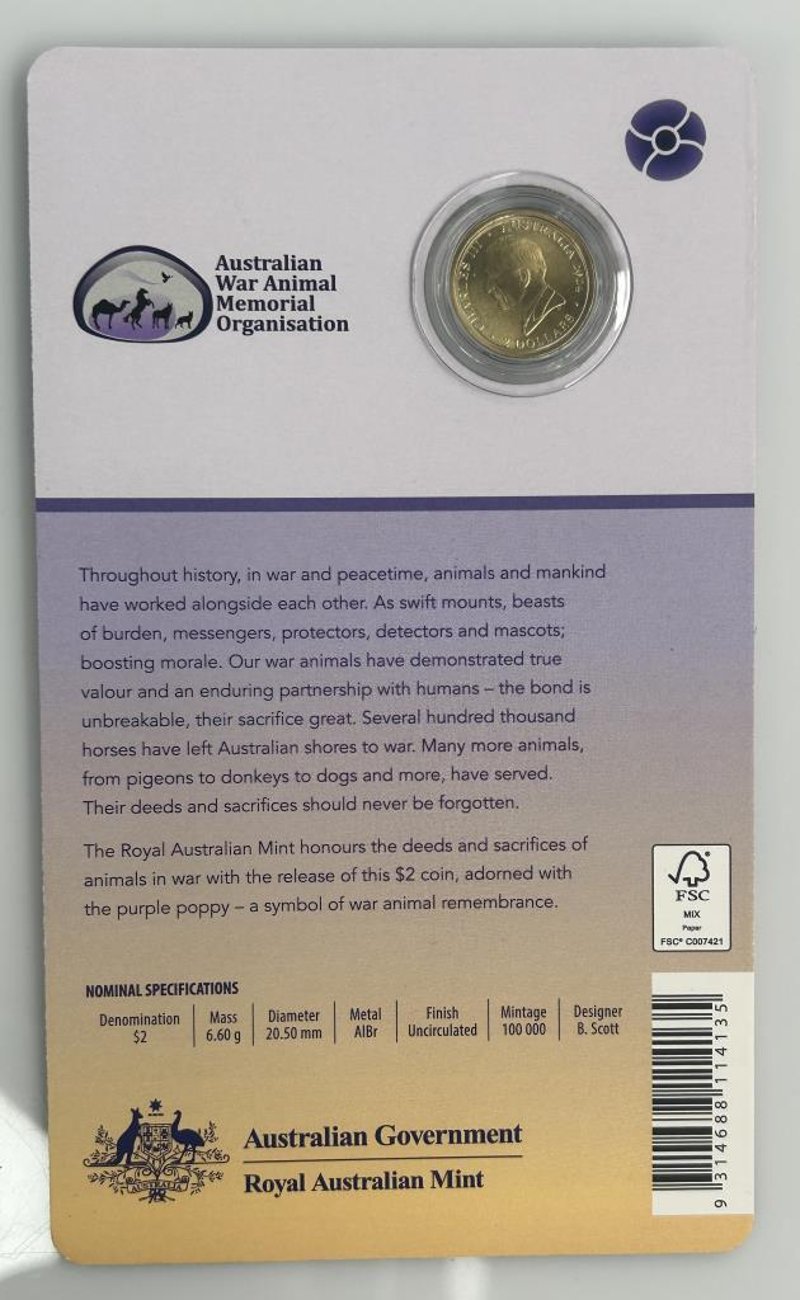 Australian
War Animal
Memorial
Organisation
CHARLES III • AUSTRALIA
2 DOLLARS
Throughout history, in war and peacetime, animals and mankind
have worked alongside each other. As swift mounts, beasts
of burden, messengers, protectors, detectors and mascots;
boosting morale. Our war animals have demonstrated true
valour and an enduring partnership with humans – the bond is
unbreakable, their sacrifice great. Several hundred thousand
horses have left Australian shores to war. Many more animals,
from pigeons to donkeys to dogs and more, have served.
Their deeds and sacrifices should never be forgotten.
The Royal Australian Mint honours the deeds and sacrifices of
animals in war with the release of this $2 coin, adorned with
the purple poppy – a symbol of war animal remembrance.
FSC
MIX
Paper
FSC® C007421
NOMINAL SPECIFICATIONS
Denomination Mass Diameter Metal Finish Mintage Designer
$2 6.60 g 20.50 mm AlBr Uncirculated 100 000 B. Scott
AUSTRALIA
Australian Government
Royal Australian Mint
9 314688 114135